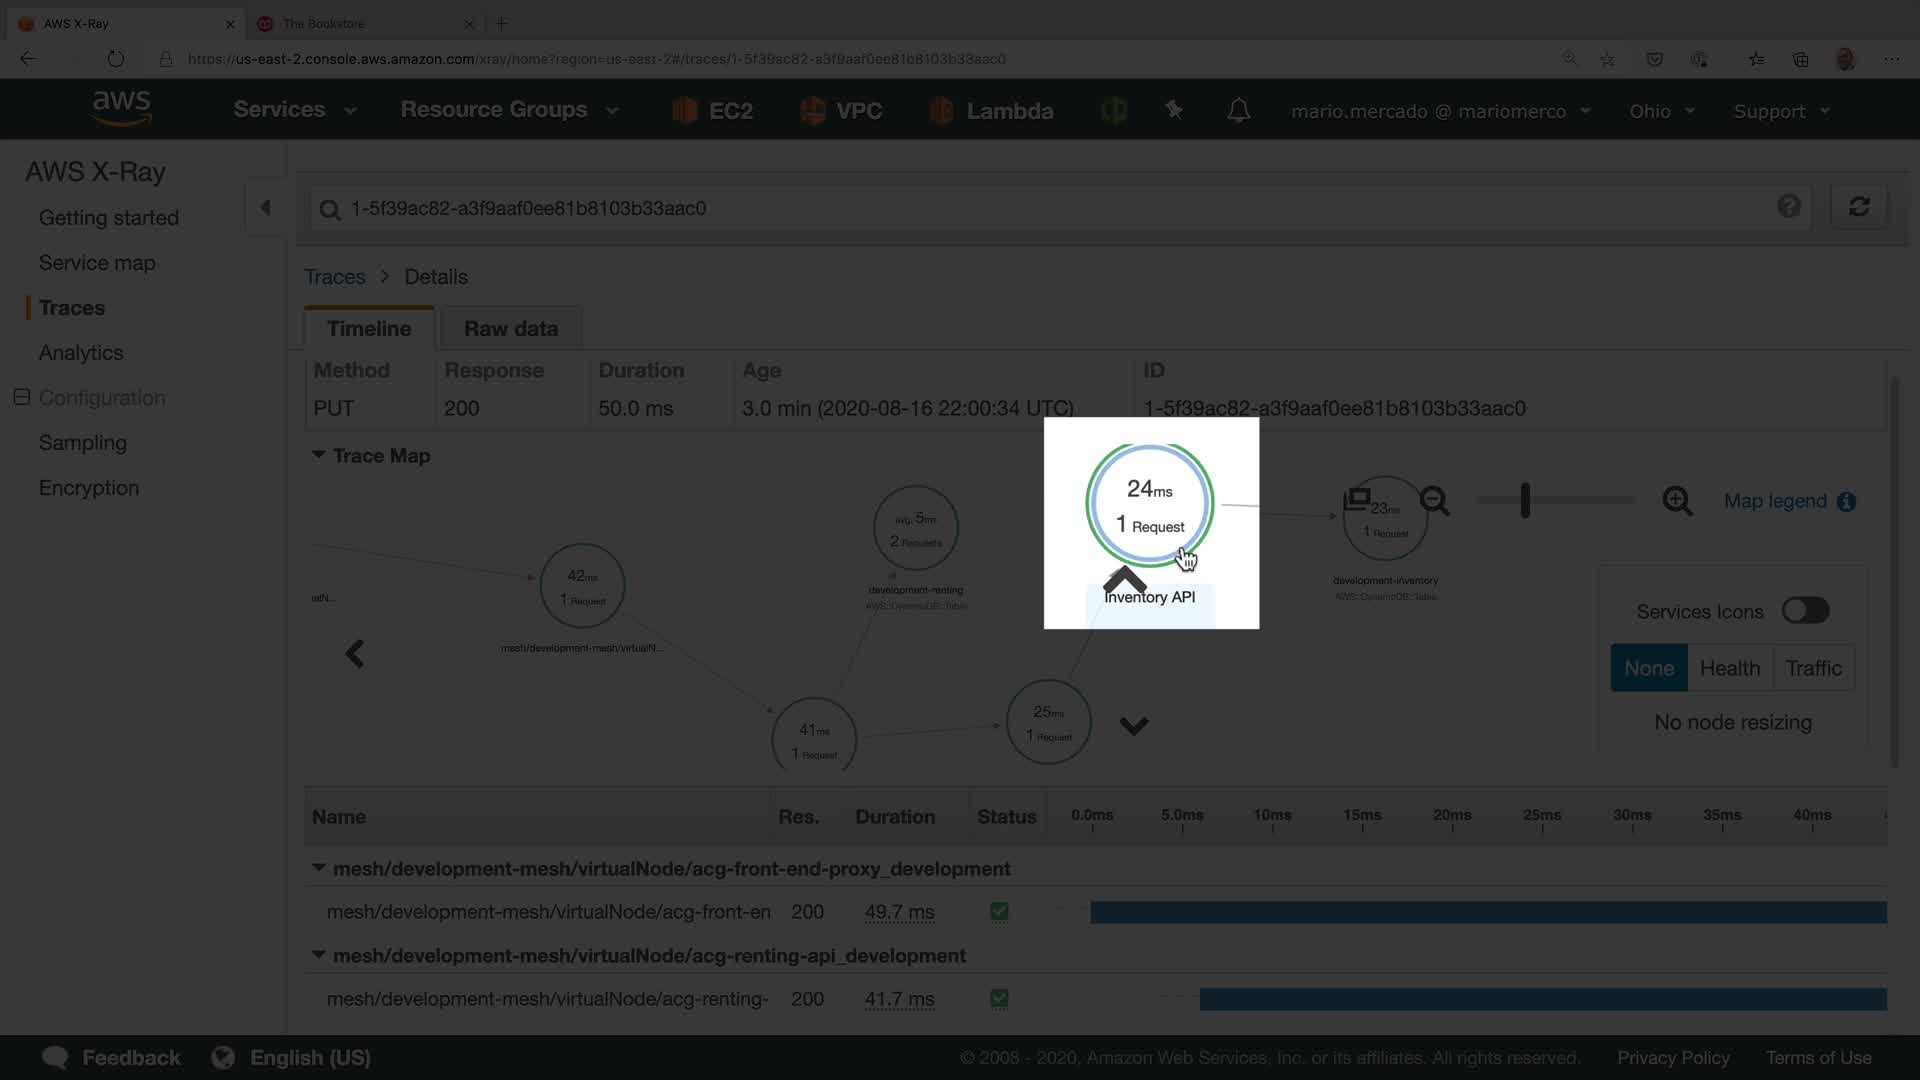 AWS X-Ray
The Bookstore
https://us-east-2.console.aws.amazon.com/xray/home?region=us-east-2#/traces/1-5f39ac82-a3f9aaf0ee81b8103b33aac0
aws
Services
Resource Groups
EC2
VPC
Lambda
mario.mercado @ mariomerco
Ohio
Support
AWS X-Ray
Getting started
Service map
Traces
Analytics
Configuration
Sampling
Encryption
1-5f39ac82-a3f9aaf0ee81b8103b33aac0
Traces > Details
Timeline
Raw data
Method Response Duration Age ID
PUT 200 50.0 ms 3.0 min (2020-08-16 22:00:34 UTC) 1-5f39ac82-a3f9aaf0ee81b8103b33aac0
Trace Map
24ms
1 Request
Inventory API
avg. 5ms
2 Requests
development-renting
AWS::DynamoDB::Table
23ms
1 Request
development-inventory
AWS::DynamoDB::Table
42ms
1 Request
mesh/development-mesh/virtualN...
ualN...
41ms
1 Request
25ms
1 Request
Map legend
Services Icons
None Health Traffic
No node resizing
Name Res. Duration Status 0.0ms 5.0ms 10ms 15ms 20ms 25ms 30ms 35ms 40ms
mesh/development-mesh/virtualNode/acg-front-end-proxy_development
mesh/development-mesh/virtualNode/acg-front-en 200 49.7 ms
mesh/development-mesh/virtualNode/acg-renting-api_development
mesh/development-mesh/virtualNode/acg-renting- 200 41.7 ms
Feedback
English (US)
© 2008 - 2020, Amazon Web Services, Inc. or its affiliates. All rights reserved.
Privacy Policy
Terms of Use